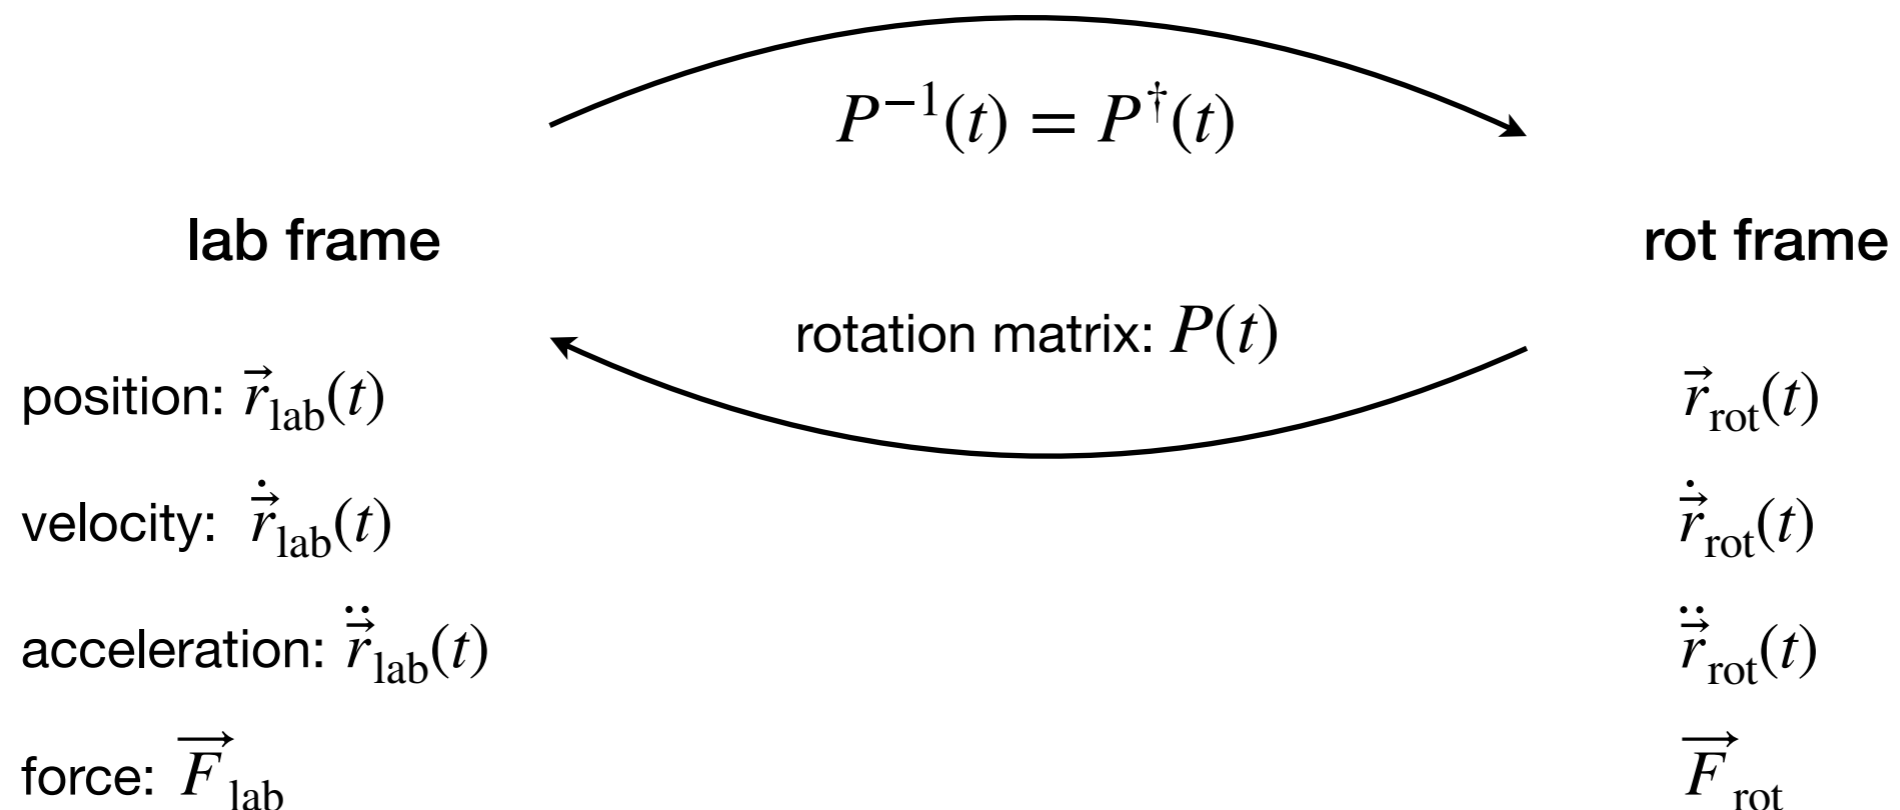 P⁻¹(t) = P†(t)
lab frame
rot frame
rotation matrix: P(t)
position: r⃗_lab(t)
r⃗_rot(t)
velocity: ṙ⃗_lab(t)
ṙ⃗_rot(t)
acceleration: r̈⃗_lab(t)
r̈⃗_rot(t)
force: F⃗_lab
F⃗_rot